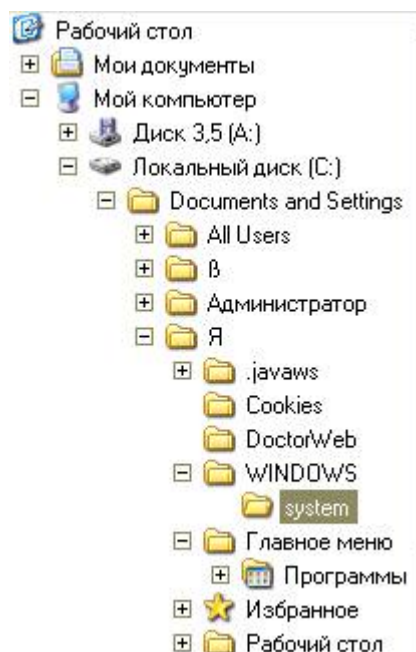 Рабочий стол
Мои документы
Мой компьютер
Диск 3,5 (A:)
Локальный диск (C:)
Documents and Settings
All Users
ß
Администратор
Я
.javaws
Cookies
DoctorWeb
WINDOWS
system
Главное меню
Программы
Избранное
Рабочий стол